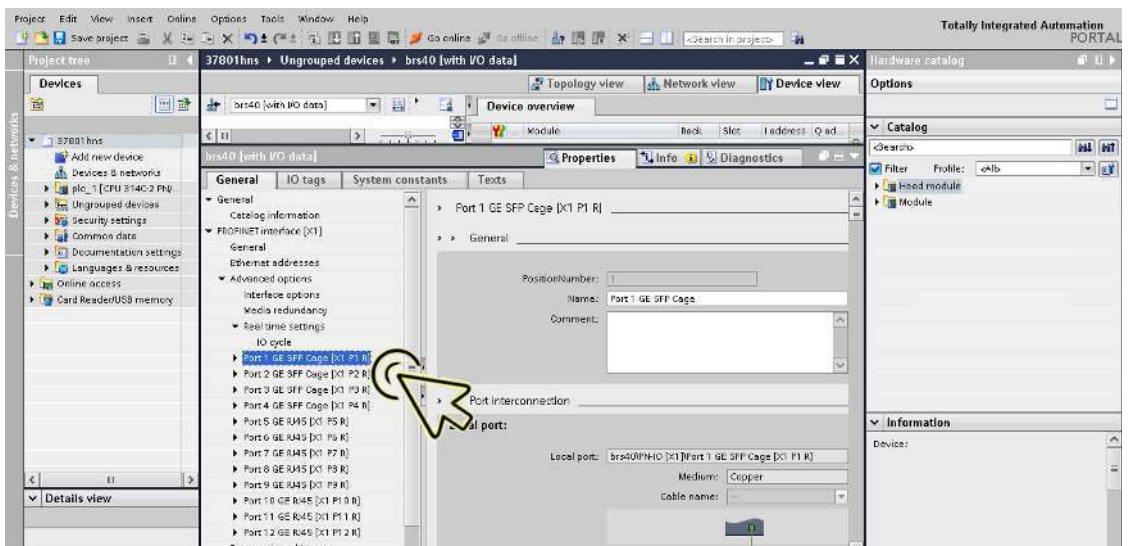 Project Edit View Insert Online Options Tools Window Help
Totally Integrated Automation
PORTAL
Save project Go online Go offline <Search in project>
Project tree
Devices
Devices & networks
37801hns
Add new device
Devices & networks
plc_1 [CPU 314C-2 PN/
Ungrouped devices
Security settings
Common data
Documentation settings
Languages & resources
Online access
Card Reader/USB memory
Details view
37801hns Ungrouped devices brs40 [with I/O data]
Topology view Network view Device view
brs40 [with I/O data]
Device overview
Module Rack Slot I address Q ad...
brs40 [with I/O data]
Properties Info Diagnostics
General IO tags System constants Texts
General
Catalog information
PROFINET interface [X1]
General
Ethernet addresses
Advanced options
Interface options
Media redundancy
Real time settings
IO cycle
Port 1 GE SFP Cage [X1 P1 R]
Port 2 GE SFP Cage [X1 P2 R]
Port 3 GE SFP Cage [X1 P3 R]
Port 4 GE SFP Cage [X1 P4 R]
Port 5 GE RJ45 [X1 P5 R]
Port 6 GE RJ45 [X1 P6 R]
Port 7 GE RJ45 [X1 P7 R]
Port 8 GE RJ45 [X1 P8 R]
Port 9 GE RJ45 [X1 P9 R]
Port 10 GE RJ45 [X1 P10 R]
Port 11 GE RJ45 [X1 P11 R]
Port 12 GE RJ45 [X1 P12 R]
Port 1 GE SFP Cage [X1 P1 R]
General
PositionNumber: 1
Name: Port 1 GE SFP Cage
Comment:
Port interconnection
Local port:
Local port: brs40\PN-IO [X1]\Port 1 GE SFP Cage [X1 P1 R]
Medium: Copper
Cable name: ---
Hardware catalog
Options
Catalog
<Search>
Filter Profile: <All>
Head module
Module
Information
Device: